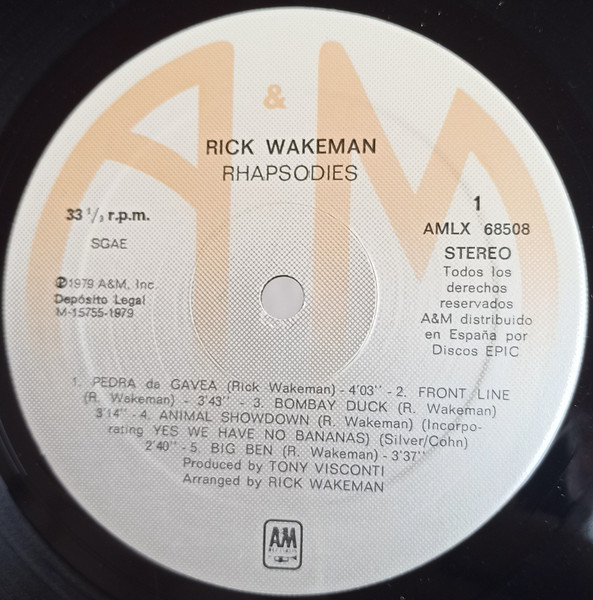 A & M
RICK WAKEMAN
RHAPSODIES
33 1/3 r.p.m.
SGAE
℗1979 A&M, Inc.
Depósito Legal
M-15755-1979
1
AMLX 68508
STEREO
Todos los
derechos
reservados
A&M distribuido
en España por
Discos EPIC
1. PEDRA da GAVEA (Rick Wakeman) - 4'03" - 2. FRONT LINE
(R. Wakeman) - 3'43" - 3. BOMBAY DUCK (R. Wakeman)
3'14" - 4. ANIMAL SHOWDOWN (R. Wakeman) (Incorpo-
rating YES WE HAVE NO BANANAS) (Silver/Cohn)
2'40" - 5. BIG BEN (R. Wakeman) - 3'37"
Produced by TONY VISCONTI
Arranged by RICK WAKEMAN
AM
RECORDS